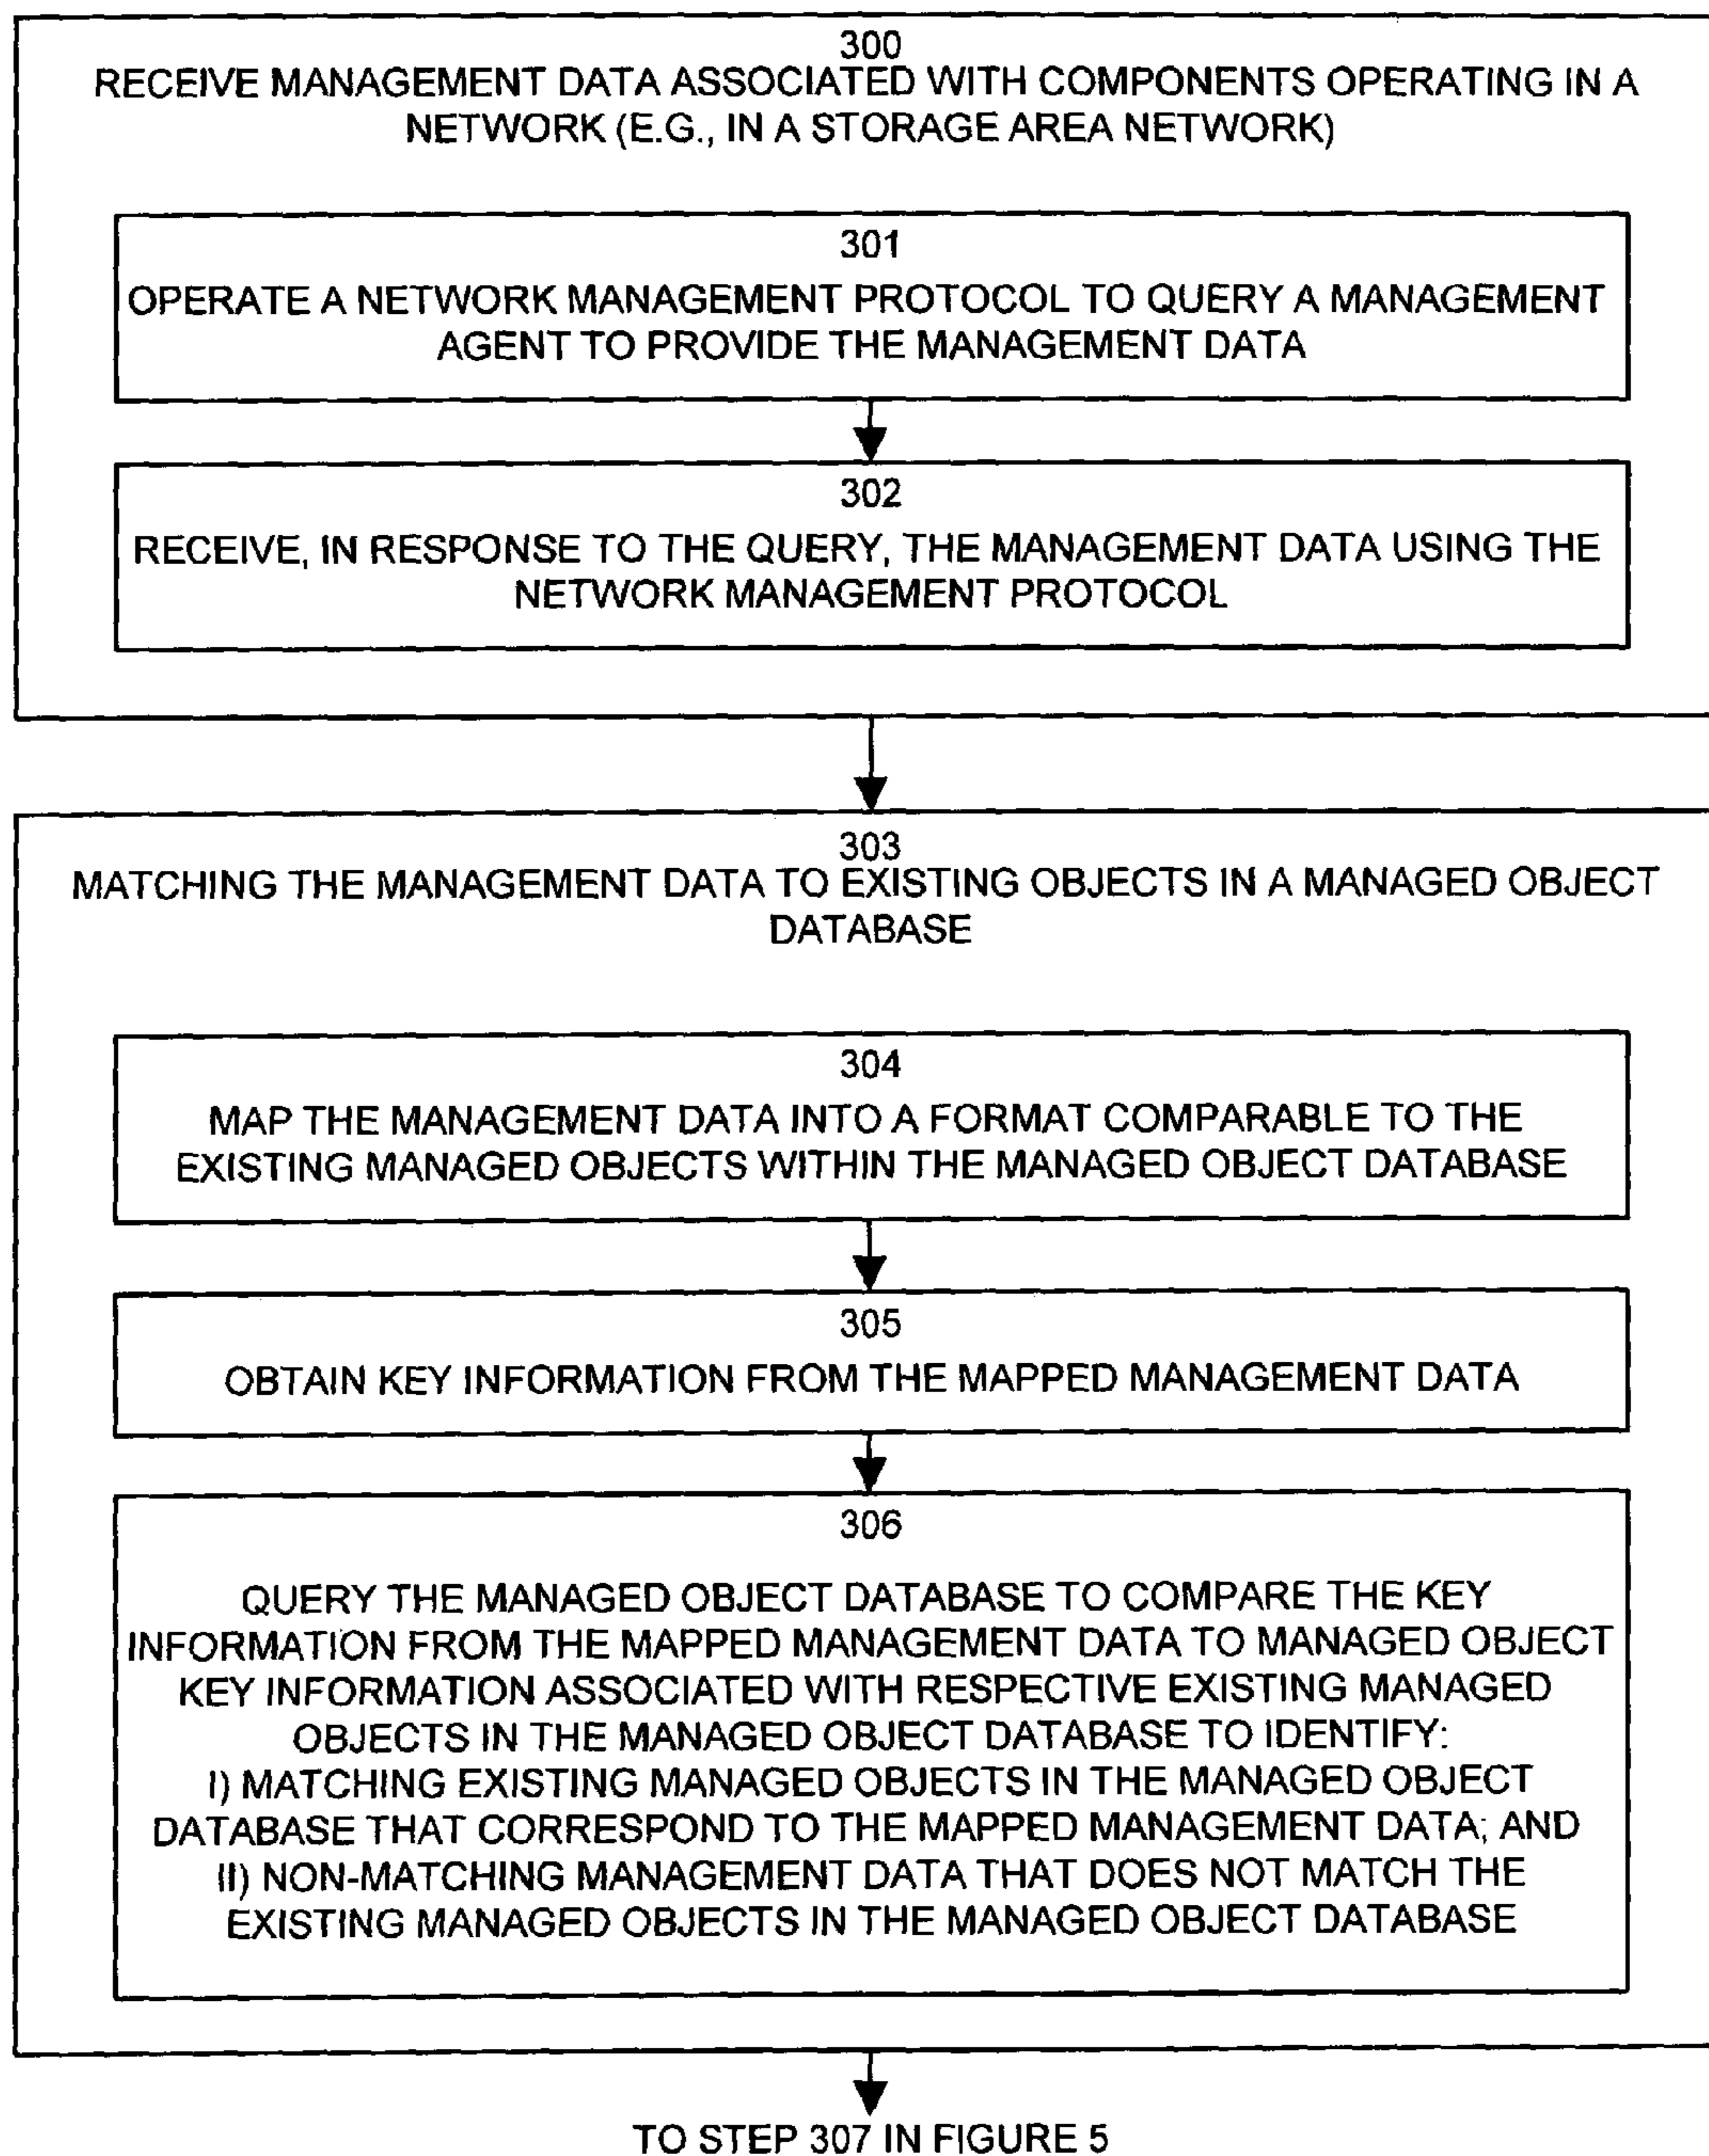 300
RECEIVE MANAGEMENT DATA ASSOCIATED WITH COMPONENTS OPERATING IN A
NETWORK (E.G., IN A STORAGE AREA NETWORK)
301
OPERATE A NETWORK MANAGEMENT PROTOCOL TO QUERY A MANAGEMENT
AGENT TO PROVIDE THE MANAGEMENT DATA
302
RECEIVE, IN RESPONSE TO THE QUERY, THE MANAGEMENT DATA USING THE
NETWORK MANAGEMENT PROTOCOL
303
MATCHING THE MANAGEMENT DATA TO EXISTING OBJECTS IN A MANAGED OBJECT
DATABASE
304
MAP THE MANAGEMENT DATA INTO A FORMAT COMPARABLE TO THE
EXISTING MANAGED OBJECTS WITHIN THE MANAGED OBJECT DATABASE
305
OBTAIN KEY INFORMATION FROM THE MAPPED MANAGEMENT DATA
306
QUERY THE MANAGED OBJECT DATABASE TO COMPARE THE KEY
INFORMATION FROM THE MAPPED MANAGEMENT DATA TO MANAGED OBJECT
KEY INFORMATION ASSOCIATED WITH RESPECTIVE EXISTING MANAGED
OBJECTS IN THE MANAGED OBJECT DATABASE TO IDENTIFY:
I) MATCHING EXISTING MANAGED OBJECTS IN THE MANAGED OBJECT
DATABASE THAT CORRESPOND TO THE MAPPED MANAGEMENT DATA; AND
II) NON-MATCHING MANAGEMENT DATA THAT DOES NOT MATCH THE
EXISTING MANAGED OBJECTS IN THE MANAGED OBJECT DATABASE
TO STEP 307 IN FIGURE 5